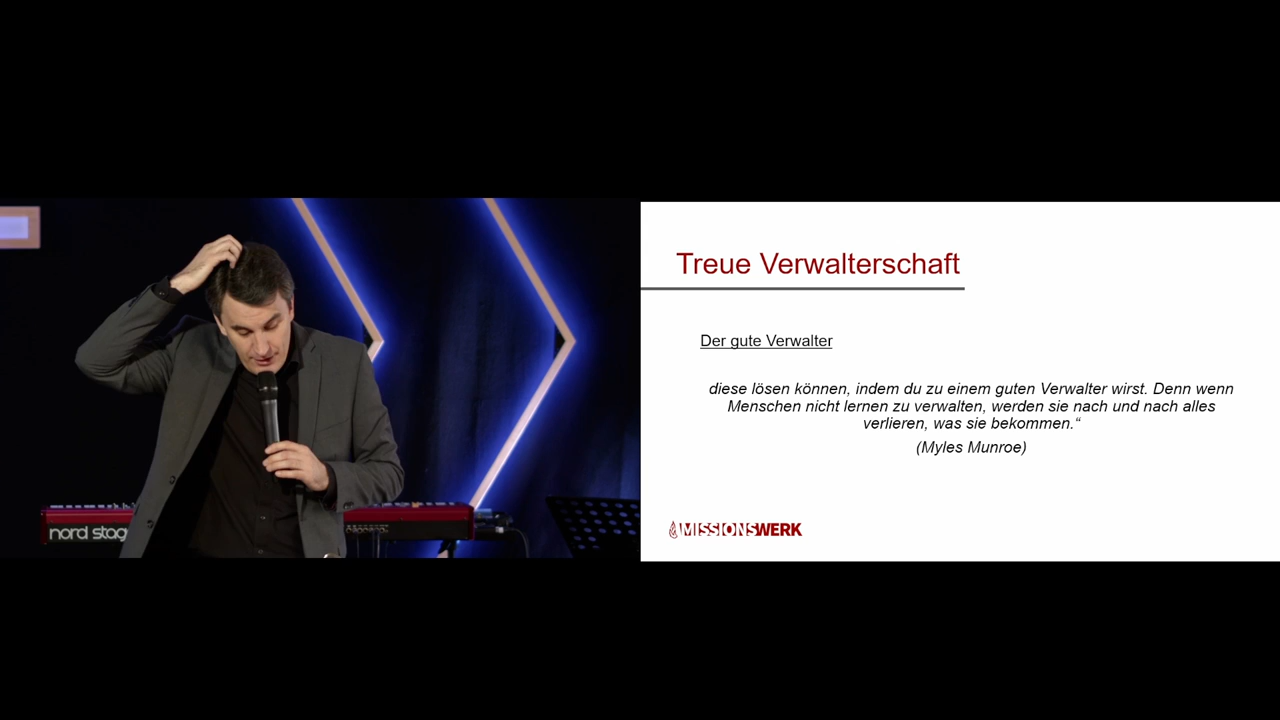 Treue Verwalterschaft
Der gute Verwalter
diese lösen können, indem du zu einem guten Verwalter wirst. Denn wenn
Menschen nicht lernen zu verwalten, werden sie nach und nach alles
verlieren, was sie bekommen.“
(Myles Munroe)
MISSIONSWERK
nord stag